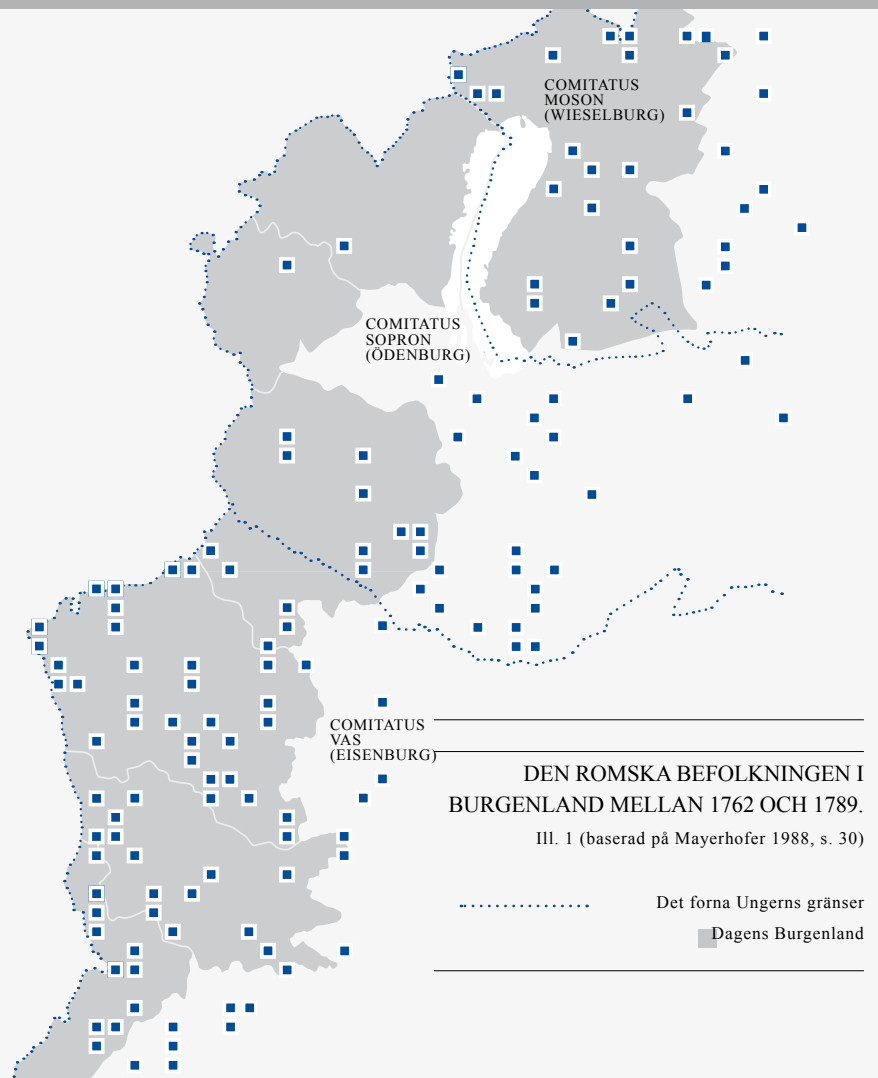 COMITATUS
MOSON
(WIESELBURG)
COMITATUS
SOPRON
(ÖDENBURG)
COMITATUS
VAS
(EISENBURG)
DEN ROMSKA BEFOLKNINGEN I
BURGENLAND MELLAN 1762 OCH 1789.
Ill. 1 (baserad på Mayerhofer 1988, s. 30)
Det forna Ungerns gränser
Dagens Burgenland